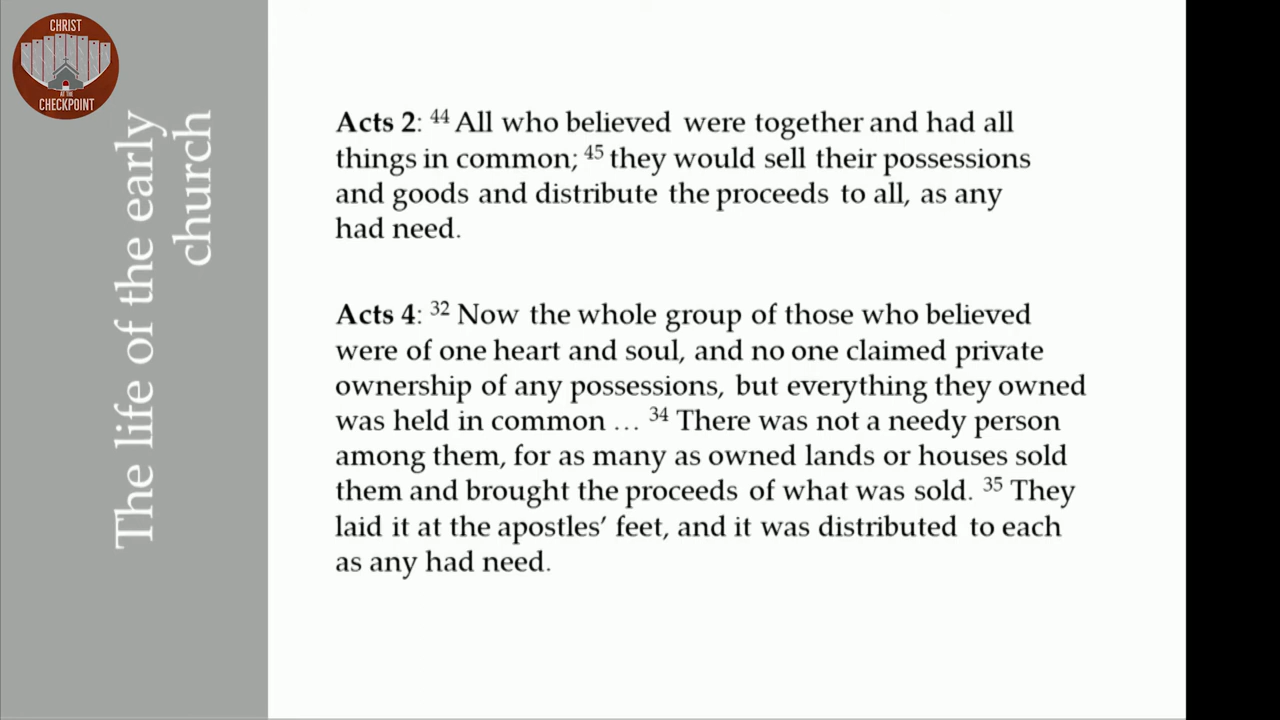 CHRIST
AT THE
CHECKPOINT
The life of the early
church
Acts 2: 44 All who believed were together and had all
things in common; 45 they would sell their possessions
and goods and distribute the proceeds to all, as any
had need.
Acts 4: 32 Now the whole group of those who believed
were of one heart and soul, and no one claimed private
ownership of any possessions, but everything they owned
was held in common … 34 There was not a needy person
among them, for as many as owned lands or houses sold
them and brought the proceeds of what was sold. 35 They
laid it at the apostles’ feet, and it was distributed to each
as any had need.